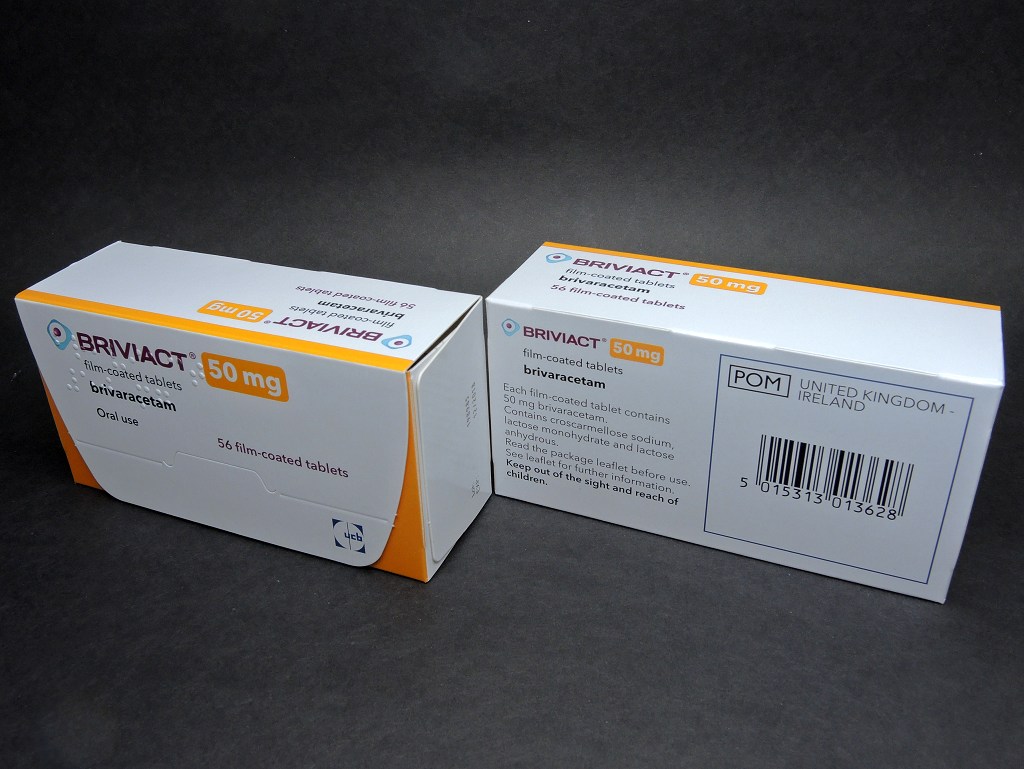 BRIVIACT® 50 mg
film-coated tablets
brivaracetam
56 film-coated tablets
BRIVIACT® 50 mg
film-coated tablets
brivaracetam
Oral use
56 film-coated tablets
ucb
BRIVIACT® 50 mg
film-coated tablets
brivaracetam
56 film-coated tablets
BRIVIACT® 50 mg
film-coated tablets
brivaracetam
Each film-coated tablet contains
50 mg brivaracetam.
Contains croscarmellose sodium,
lactose monohydrate and lactose
anhydrous.
Read the package leaflet before use.
See leaflet for further information.
Keep out of the sight and reach of
children.
POM
UNITED KINGDOM -
IRELAND
5 015313 013628